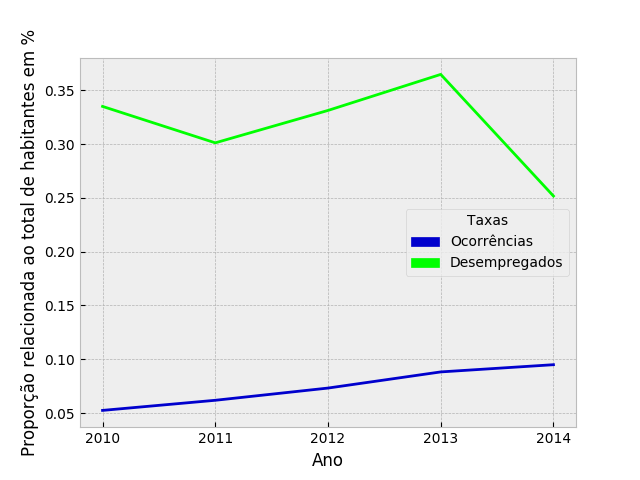 Proporção relacionada ao total de habitantes em %
0.35
0.30
0.25
0.20
0.15
0.10
0.05
Taxas
Ocorrências
Desempregados
2010 2011 2012 2013 2014
Ano